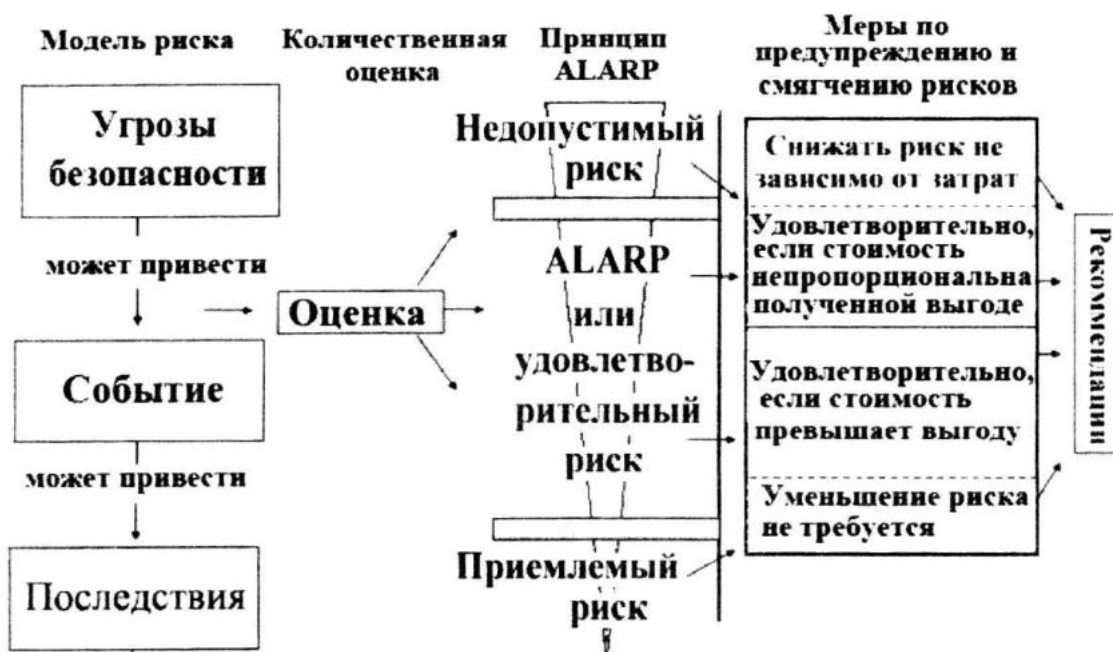 Модель риска
Количественная
оценка
Принцип
ALARP
Меры по
предупреждению и
смягчению рисков
Угрозы
безопасности
может привести
Событие
может привести
Последствия
Оценка
Недопустимый
риск
ALARP
или
удовлетво-
рительный
риск
Приемлемый
риск
Снижать риск не
зависимо от затрат
Удовлетворительно,
если стоимость
непропорциональна
полученной выгоде
Удовлетворительно,
если стоимость
превышает выгоду
Уменьшение риска
не требуется
Рекоммендации